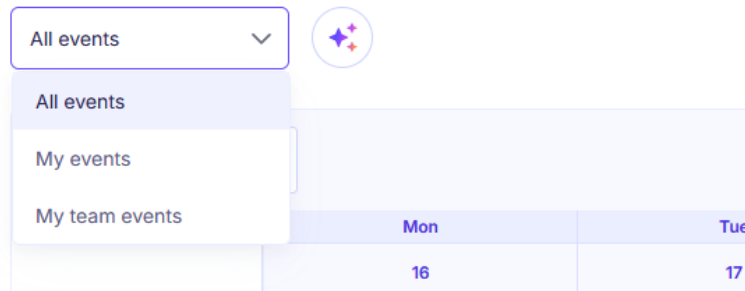 All events
All events
My events
My team events
Mon
Tue
16
17